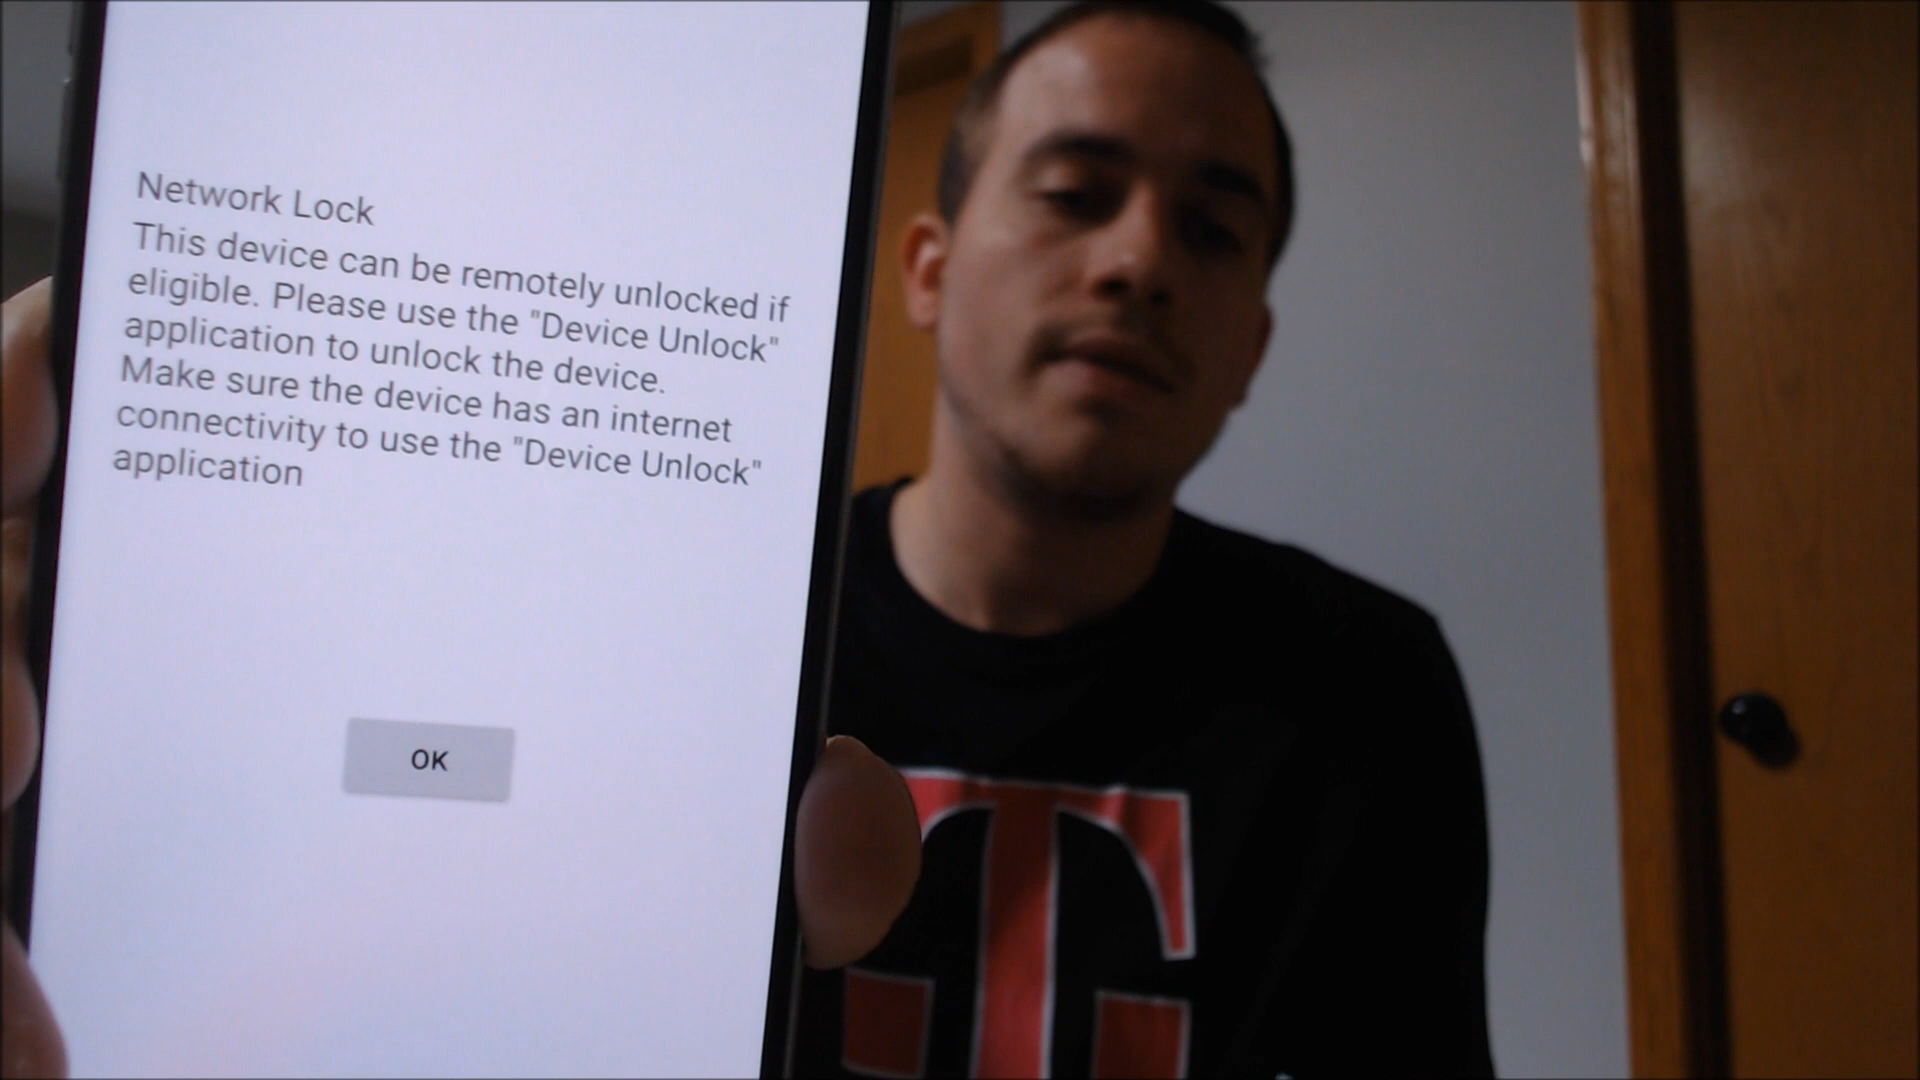 Network Lock
This device can be remotely unlocked if
eligible. Please use the "Device Unlock"
application to unlock the device.
Make sure the device has an internet
connectivity to use the "Device Unlock"
application
OK
T